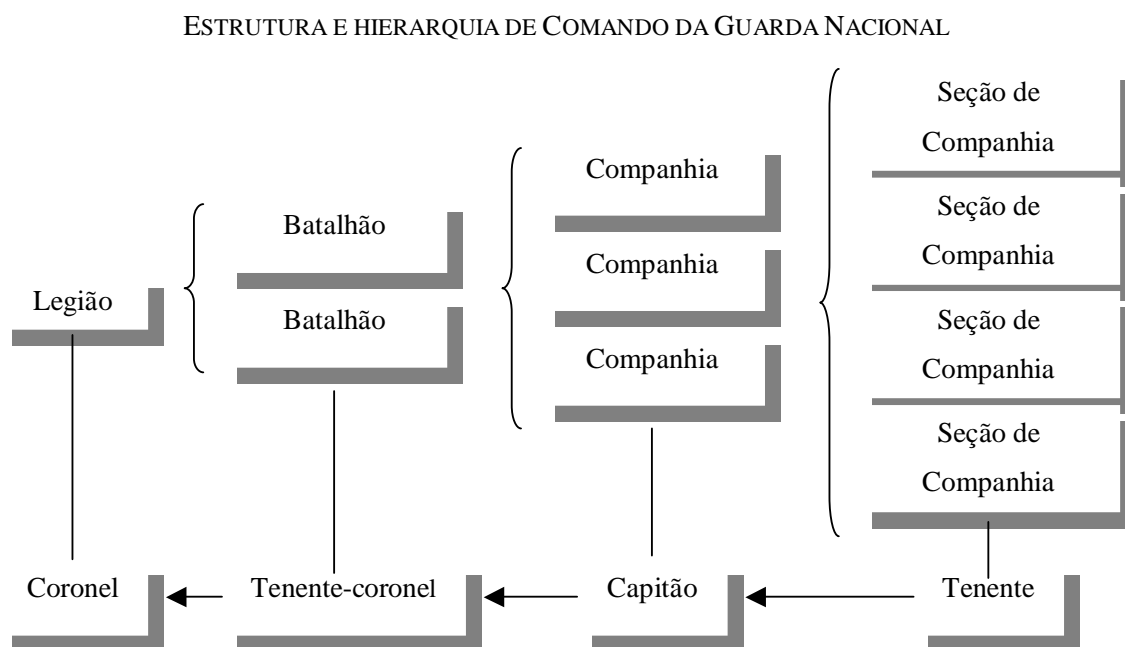 ESTRUTURA E HIERARQUIA DE COMANDO DA GUARDA NACIONAL
Legião
Batalhão
Batalhão
Companhia
Companhia
Companhia
Seção de
Companhia
Seção de
Companhia
Seção de
Companhia
Seção de
Companhia
Coronel
Tenente-coronel
Capitão
Tenente